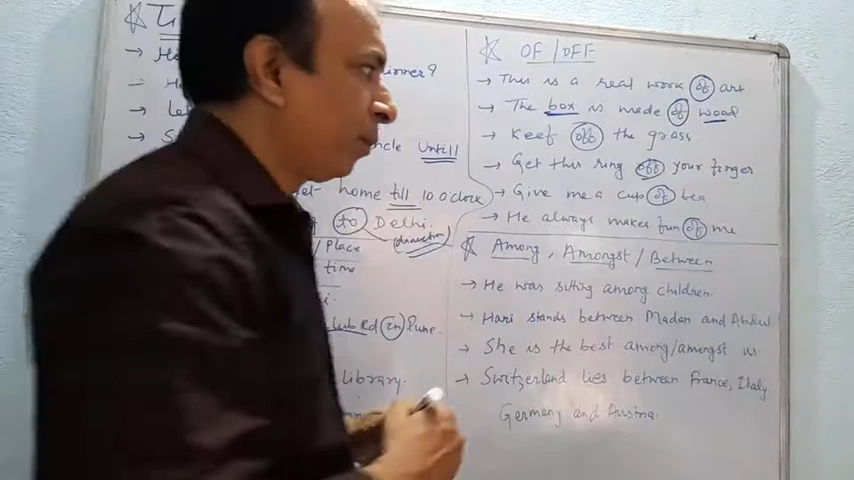 nner 9
cle Untill
home till 10 o'clock
to Delhi.
(direction)
PLACE
time
in Pune.
Library
OF / OFF
→ This is a real work of art
→ The box is made of wood
→ Keep off the grass.
→ Get this ring off your finger
→ Give me a cup of tea
→ He always makes fun of me
Among, Amongst / Between
→ He was sitting among children.
→ Hari stands between Madan and Abdul
→ She is the best among/amongst us
→ Switzerland lies between France, Italy
Germany and Austria.